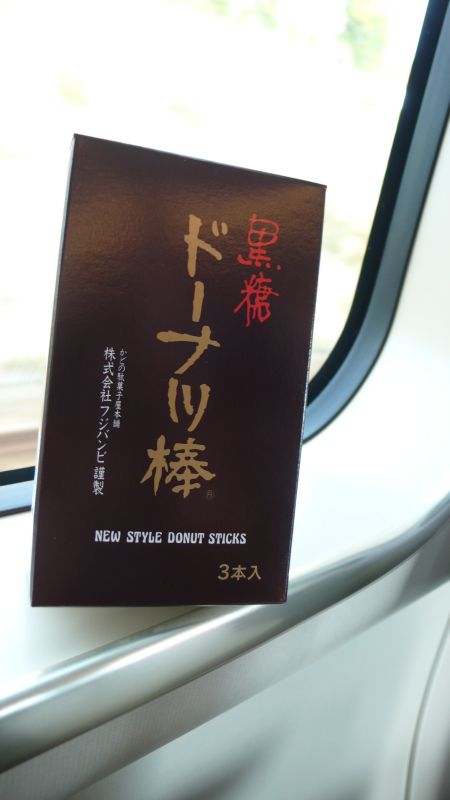 黒糖
ドーナツ棒
かどの駄菓子屋本舗
株式会社 フジバンビ 謹製
NEW STYLE DONUT STICKS
3本入